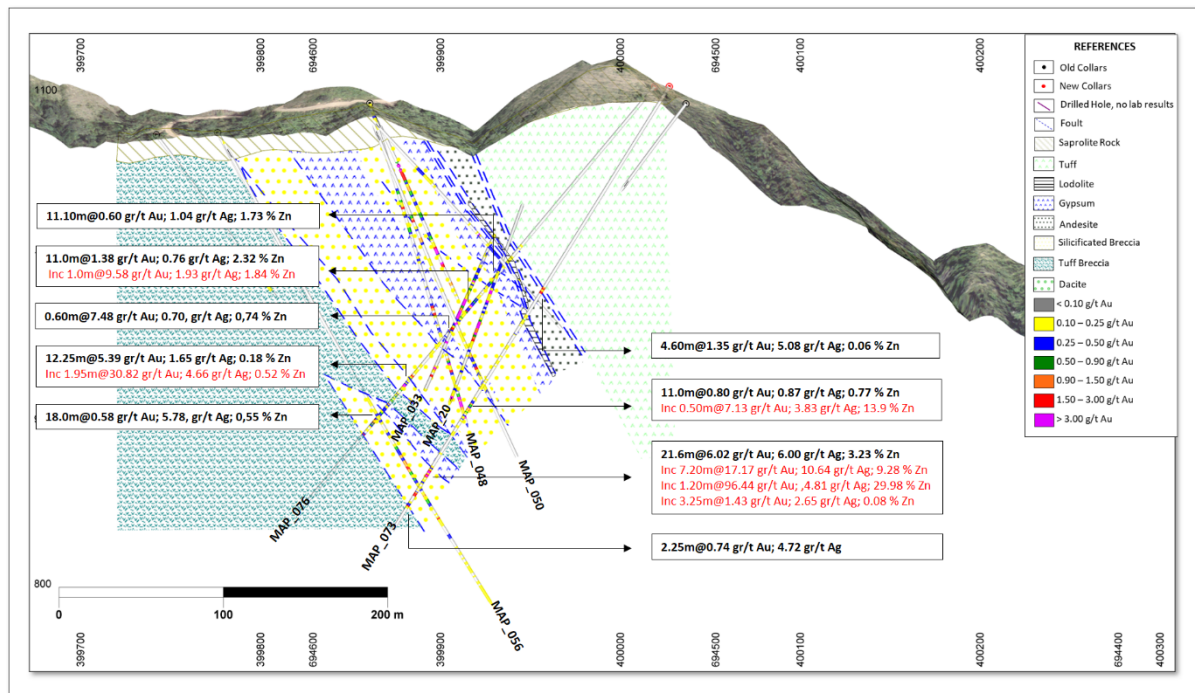 399700
399800
694600
399900
400000
694500
400100
400200
1100
REFERENCES
Old Collars
New Collars
Drilled Hole, no lab results
Foult
Saprolite Rock
Tuff
Lodolite
Gypsum
Andesite
Silicificated Breccia
Tuff Breccia
Dacite
< 0.10 g/t Au
0.10 – 0.25 g/t Au
0.25 – 0.50 g/t Au
0.50 – 0.90 g/t Au
0.90 – 1.50 g/t Au
1.50 – 3.00 g/t Au
> 3.00 g/t Au
11.10m@0.60 gr/t Au; 1.04 gr/t Ag; 1.73 % Zn
11.0m@1.38 gr/t Au; 0.76 gr/t Ag; 2.32 % Zn
Inc 1.0m@9.58 gr/t Au; 1.93 gr/t Ag; 1.84 % Zn
0.60m@7.48 gr/t Au; 0.70, gr/t Ag; 0,74 % Zn
12.25m@5.39 gr/t Au; 1.65 gr/t Ag; 0.18 % Zn
Inc 1.95m@30.82 gr/t Au; 4.66 gr/t Ag; 0.52 % Zn
18.0m@0.58 gr/t Au; 5.78, gr/t Ag; 0,55 % Zn
4.60m@1.35 gr/t Au; 5.08 gr/t Ag; 0.06 % Zn
11.0m@0.80 gr/t Au; 0.87 gr/t Ag; 0.77 % Zn
Inc 0.50m@7.13 gr/t Au; 3.83 gr/t Ag; 13.9 % Zn
21.6m@6.02 gr/t Au; 6.00 gr/t Ag; 3.23 % Zn
Inc 7.20m@17.17 gr/t Au; 10.64 gr/t Ag; 9.28 % Zn
Inc 1.20m@96.44 gr/t Au; ,4.81 gr/t Ag; 29.98 % Zn
Inc 3.25m@1.43 gr/t Au; 2.65 gr/t Ag; 0.08 % Zn
2.25m@0.74 gr/t Au; 4.72 gr/t Ag
MAP_033
MAP_20
MAP_048
MAP_050
MAP_076
MAP_073
MAP_056
800
0
100
200 m
399700
399800
694600
399900
400000
694500
400100
400200
694400
400300